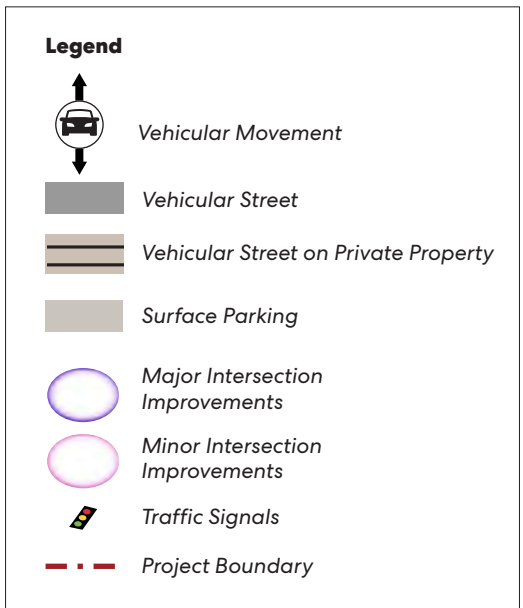 Legend
Vehicular Movement
Vehicular Street
Vehicular Street on Private Property
Surface Parking
Major Intersection
Improvements
Minor Intersection
Improvements
Traffic Signals
Project Boundary